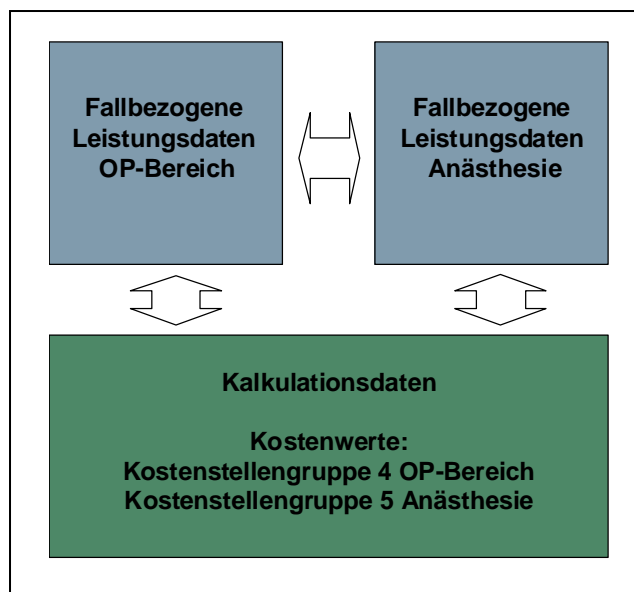 Fallbezogene
Leistungsdaten
OP-Bereich
Fallbezogene
Leistungsdaten
Anästhesie
Kalkulationsdaten
Kostenwerte:
Kostenstellengruppe 4 OP-Bereich
Kostenstellengruppe 5 Anästhesie